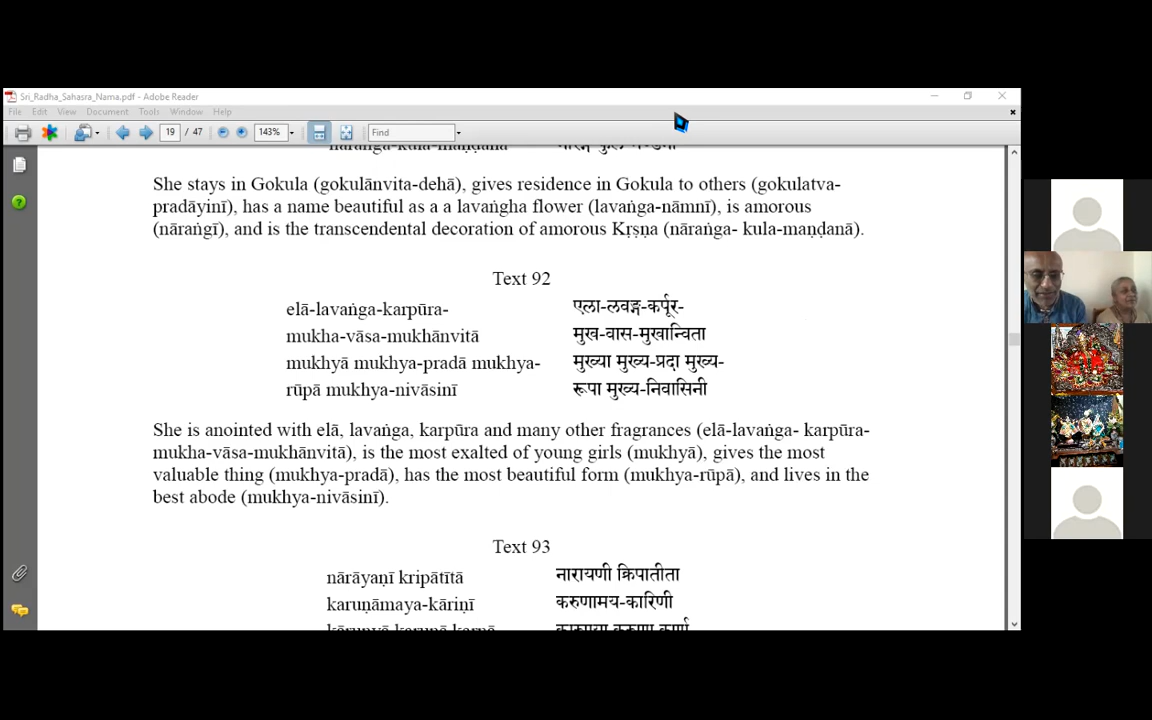 Sri_Radha_Sahasra_Nama.pdf - Adobe Reader
File Edit View Document Tools Window Help
19 / 47 143% Find
She stays in Gokula (gokulānvita-dehā), gives residence in Gokula to others (gokulatva-
pradāyinī), has a name beautiful as a a lavaṅgha flower (lavaṅga-nāmnī), is amorous
(nāraṅgī), and is the transcendental decoration of amorous Kṛṣṇa (nāraṅga- kula-maṇḍanā).
Text 92
elā-lavaṅga-karpūra- एला-लवङ्ग-कर्पूर-
mukha-vāsa-mukhānvitā मुख-वास-मुखान्विता
mukhyā mukhya-pradā mukhya- मुख्या मुख्य-प्रदा मुख्य-
rūpā mukhya-nivāsinī रूपा मुख्य-निवासिनी
She is anointed with elā, lavaṅga, karpūra and many other fragrances (elā-lavaṅga- karpūra-
mukha-vāsa-mukhānvitā), is the most exalted of young girls (mukhyā), gives the most
valuable thing (mukhya-pradā), has the most beautiful form (mukhya-rūpā), and lives in the
best abode (mukhya-nivāsinī).
Text 93
nārāyaṇī kripātītā नारायणी क्रिपातीता
karuṇāmaya-kāriṇī करुणामय-कारिणी